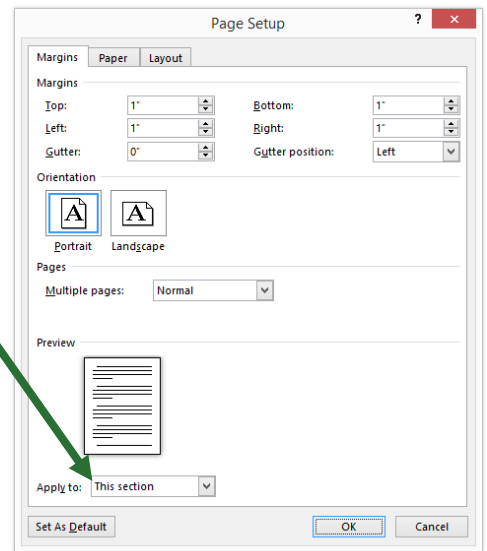 Page Setup ? ×
Margins Paper Layout
Margins
Top: 1" Bottom: 1"
Left: 1" Right: 1"
Gutter: 0" Gutter position: Left
Orientation
A A
Portrait Landscape
Pages
Multiple pages: Normal
Preview
Apply to: This section
Set As Default OK Cancel